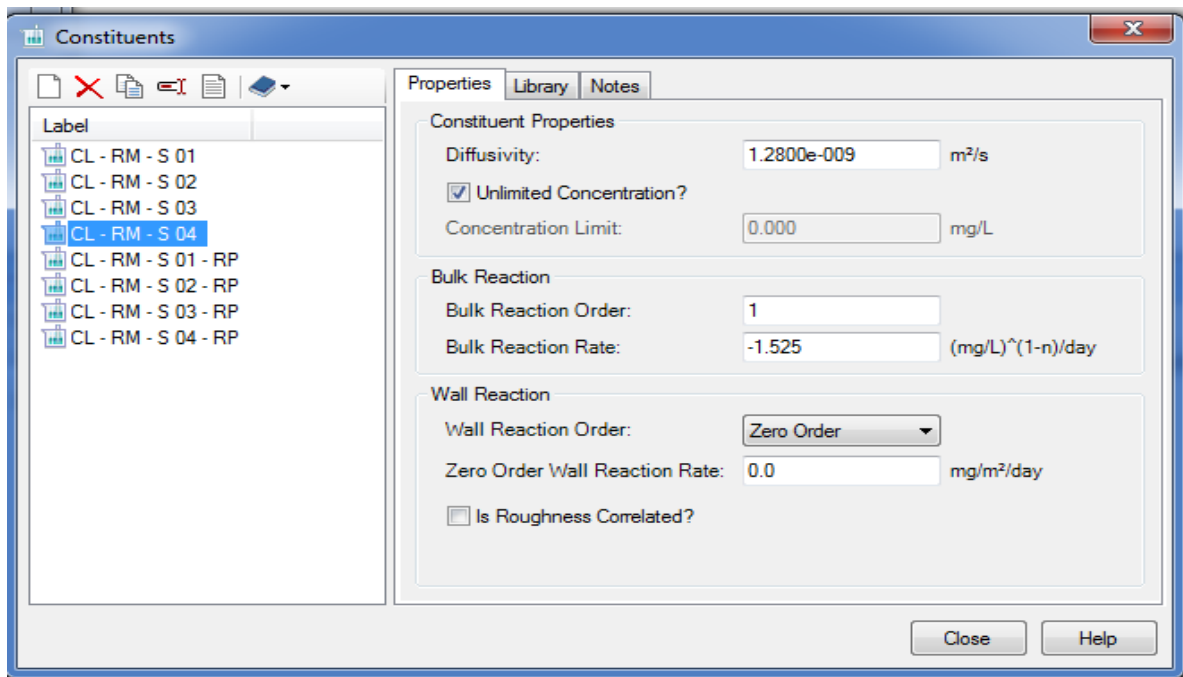 Constituents
Label
CL - RM - S 01
CL - RM - S 02
CL - RM - S 03
CL - RM - S 04
CL - RM - S 01 - RP
CL - RM - S 02 - RP
CL - RM - S 03 - RP
CL - RM - S 04 - RP
Properties Library Notes
Constituent Properties
Diffusivity: 1.2800e-009 m²/s
Unlimited Concentration?
Concentration Limit: 0.000 mg/L
Bulk Reaction
Bulk Reaction Order: 1
Bulk Reaction Rate: -1.525 (mg/L)^(1-n)/day
Wall Reaction
Wall Reaction Order: Zero Order
Zero Order Wall Reaction Rate: 0.0 mg/m²/day
Is Roughness Correlated?
Close Help